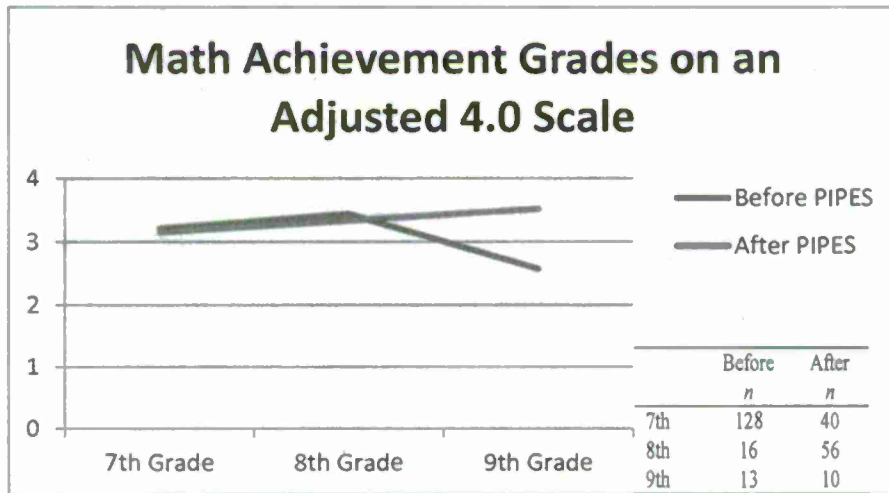 Math Achievement Grades on an
Adjusted 4.0 Scale
4
3
2
1
0
7th Grade 8th Grade 9th Grade
Before PIPES
After PIPES
Before After
n n
7th 128 40
8th 16 56
9th 13 10